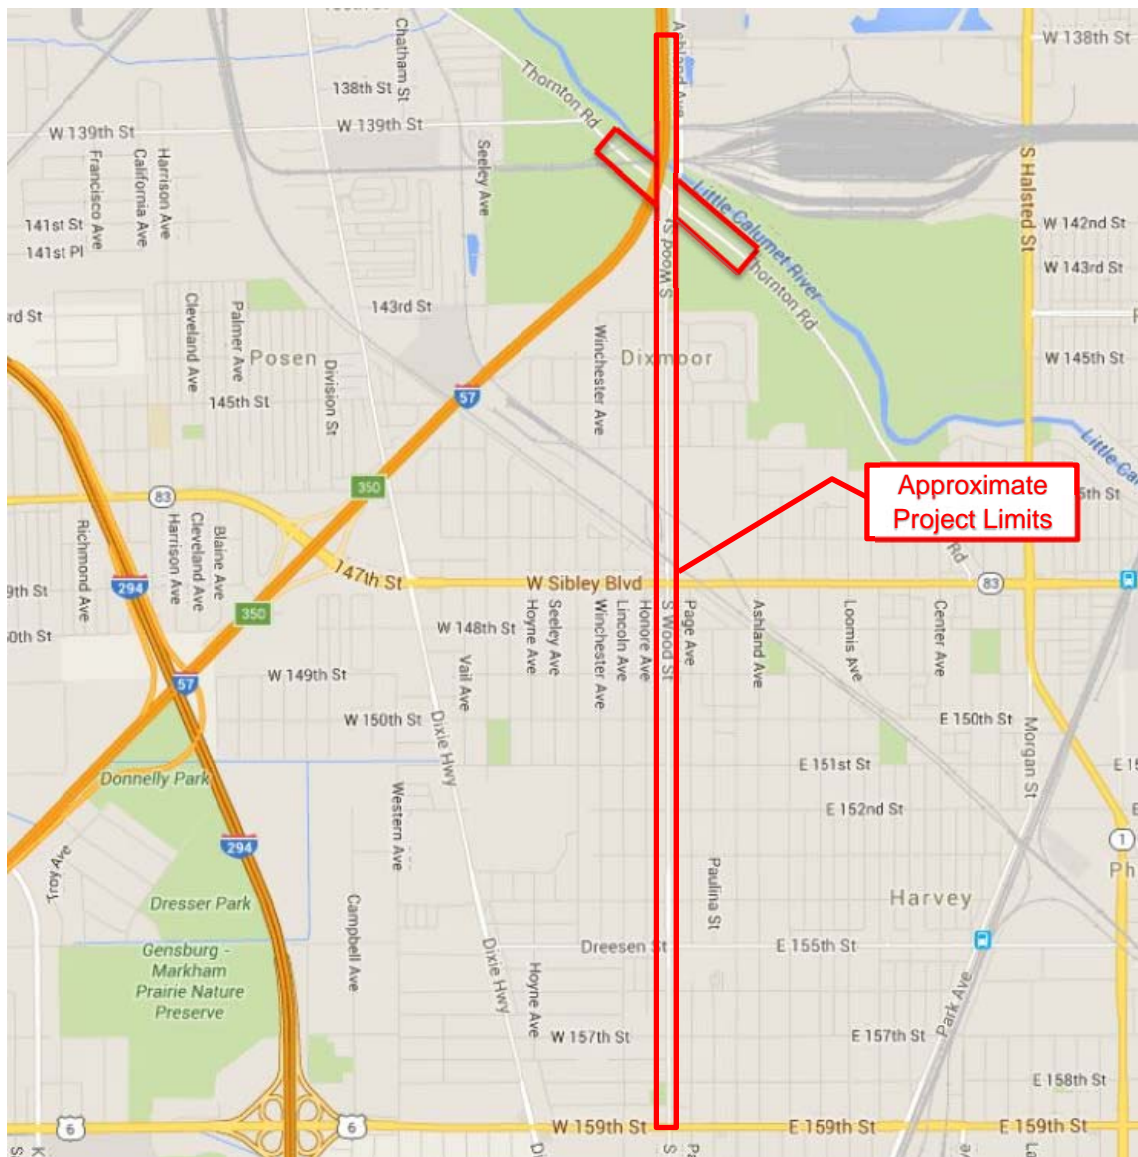 Chatham St
Ashland Ave
W 138th St
138th St
Thornton Rd
W 139th St
W 139th St
Francisco Ave
California Ave
Harrison Ave
Seeley Ave
S Halsted St
141st St
141st Pl
Little Calumet River
W 142nd St
W 143rd St
S Wood St
Thornton Rd
143rd St
rd St
Cleveland Ave
Palmer Ave
Posen
Division St
Winchester Ave
Dixmoor
W 145th St
145th St
57
350
83
Little Cal
Approximate
Project Limits
5th St
Rd
Richmond Ave
Harrison Ave
Cleveland Ave
Blaine Ave
147th St
W Sibley Blvd
83
294
9th St
350
0th St
W 148th St
Hoyne Ave
Seeley Ave
Winchester Ave
Lincoln Ave
Honore Ave
S Wood St
Page Ave
Ashland Ave
Loomis Ave
Center Ave
57
W 149th St
Vail Ave
W 150th St
E 150th St
Dixie Hwy
Morgan St
Donnelly Park
E 151st St
E 15
Western Ave
E 152nd St
E
294
1
Troy Ave
Paulina St
Ph
Harvey
Dresser Park
Campbell Ave
Gensburg -
Markham
Prairie Nature
Preserve
Dixie Hwy
Dreesen St
E 155th St
Hoyne Ave
Park Ave
W 157th St
E 157th St
E 158th St
6
6
W 159th St
E 159th St
E 159th St
S
K
Di
S
Pa
Ave
La